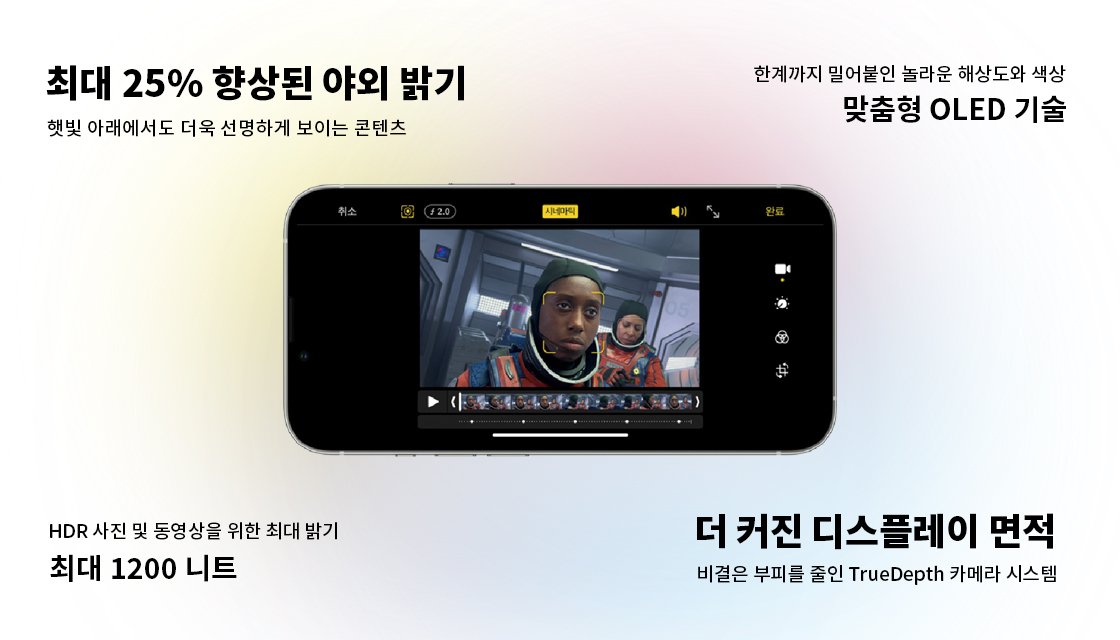 최대 25% 향상된 야외 밝기
햇빛 아래에서도 더욱 선명하게 보이는 콘텐츠
한계까지 밀어붙인 놀라운 해상도와 색상
맞춤형 OLED 기술
취소
ƒ 2.0
시네마틱
완료
05
HDR 사진 및 동영상을 위한 최대 밝기
최대 1200 니트
더 커진 디스플레이 면적
비결은 부피를 줄인 TrueDepth 카메라 시스템